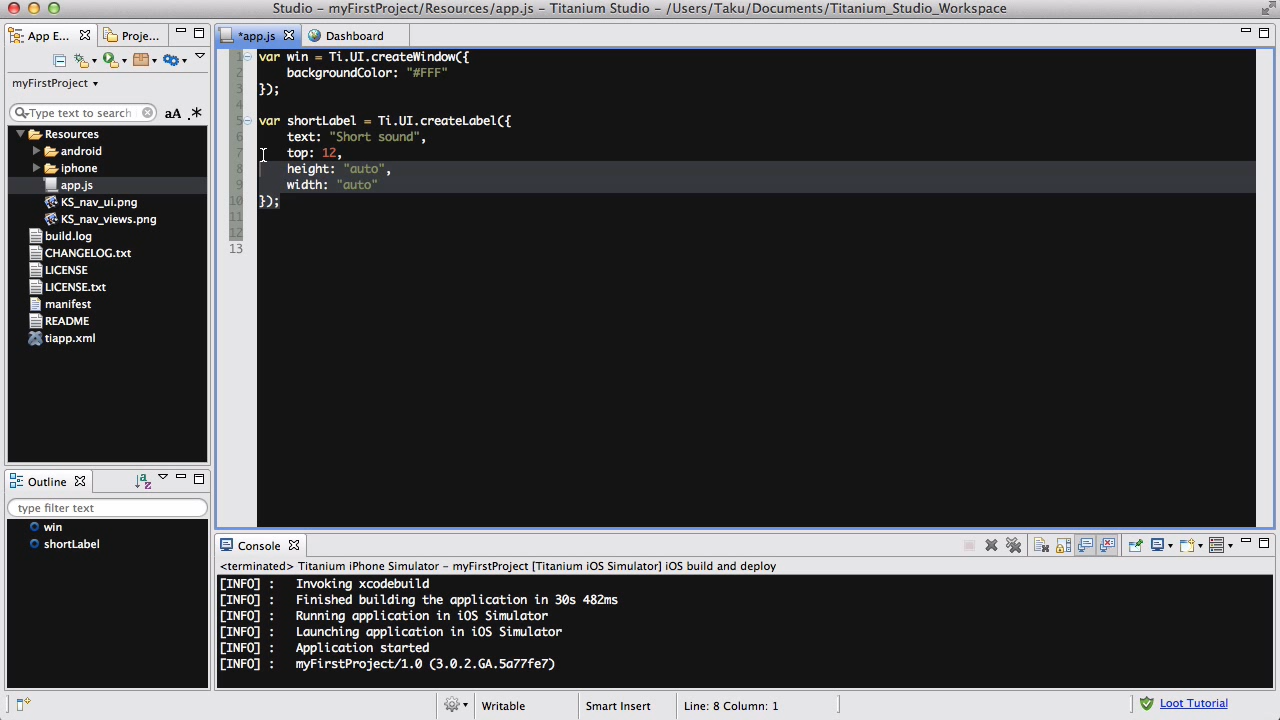 Studio - myFirstProject/Resources/app.js - Titanium Studio - /Users/Taku/Documents/Titanium_Studio_Workspace
App E...
Proje...
*app.js
Dashboard
myFirstProject
Type text to search
aA .*
Resources
android
iphone
app.js
KS_nav_ui.png
KS_nav_views.png
build.log
CHANGELOG.txt
LICENSE
LICENSE.txt
manifest
README
tiapp.xml
1 var win = Ti.UI.createWindow({
2 backgroundColor: "#FFF"
3 });
4
5 var shortLabel = Ti.UI.createLabel({
6 text: "Short sound",
7 top: 12,
8 height: "auto",
9 width: "auto"
10 });
11
12
13
Outline
type filter text
win
shortLabel
Console
<terminated> Titanium iPhone Simulator - myFirstProject [Titanium iOS Simulator] iOS build and deploy
[INFO] : Invoking xcodebuild
[INFO] : Finished building the application in 30s 482ms
[INFO] : Running application in iOS Simulator
[INFO] : Launching application in iOS Simulator
[INFO] : Application started
[INFO] : myFirstProject/1.0 (3.0.2.GA.5a77fe7)
Writable
Smart Insert
Line: 8 Column: 1
Loot Tutorial